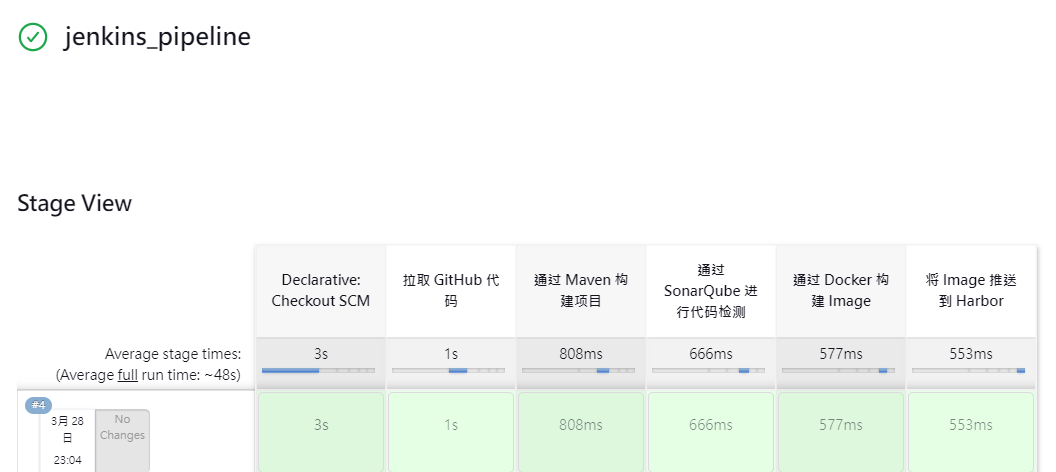 jenkins_pipeline
Stage View
Declarative:
Checkout SCM
拉取 GitHub 代
码
通过 Maven 构
建项目
通过
SonarQube 进
行代码检测
通过 Docker 构
建 Image
将 Image 推送
到 Harbor
Average stage times:
(Average full run time: ~48s)
3s
1s
808ms
666ms
577ms
553ms
#4
3月 28
日
23:04
No
Changes
3s
1s
808ms
666ms
577ms
553ms